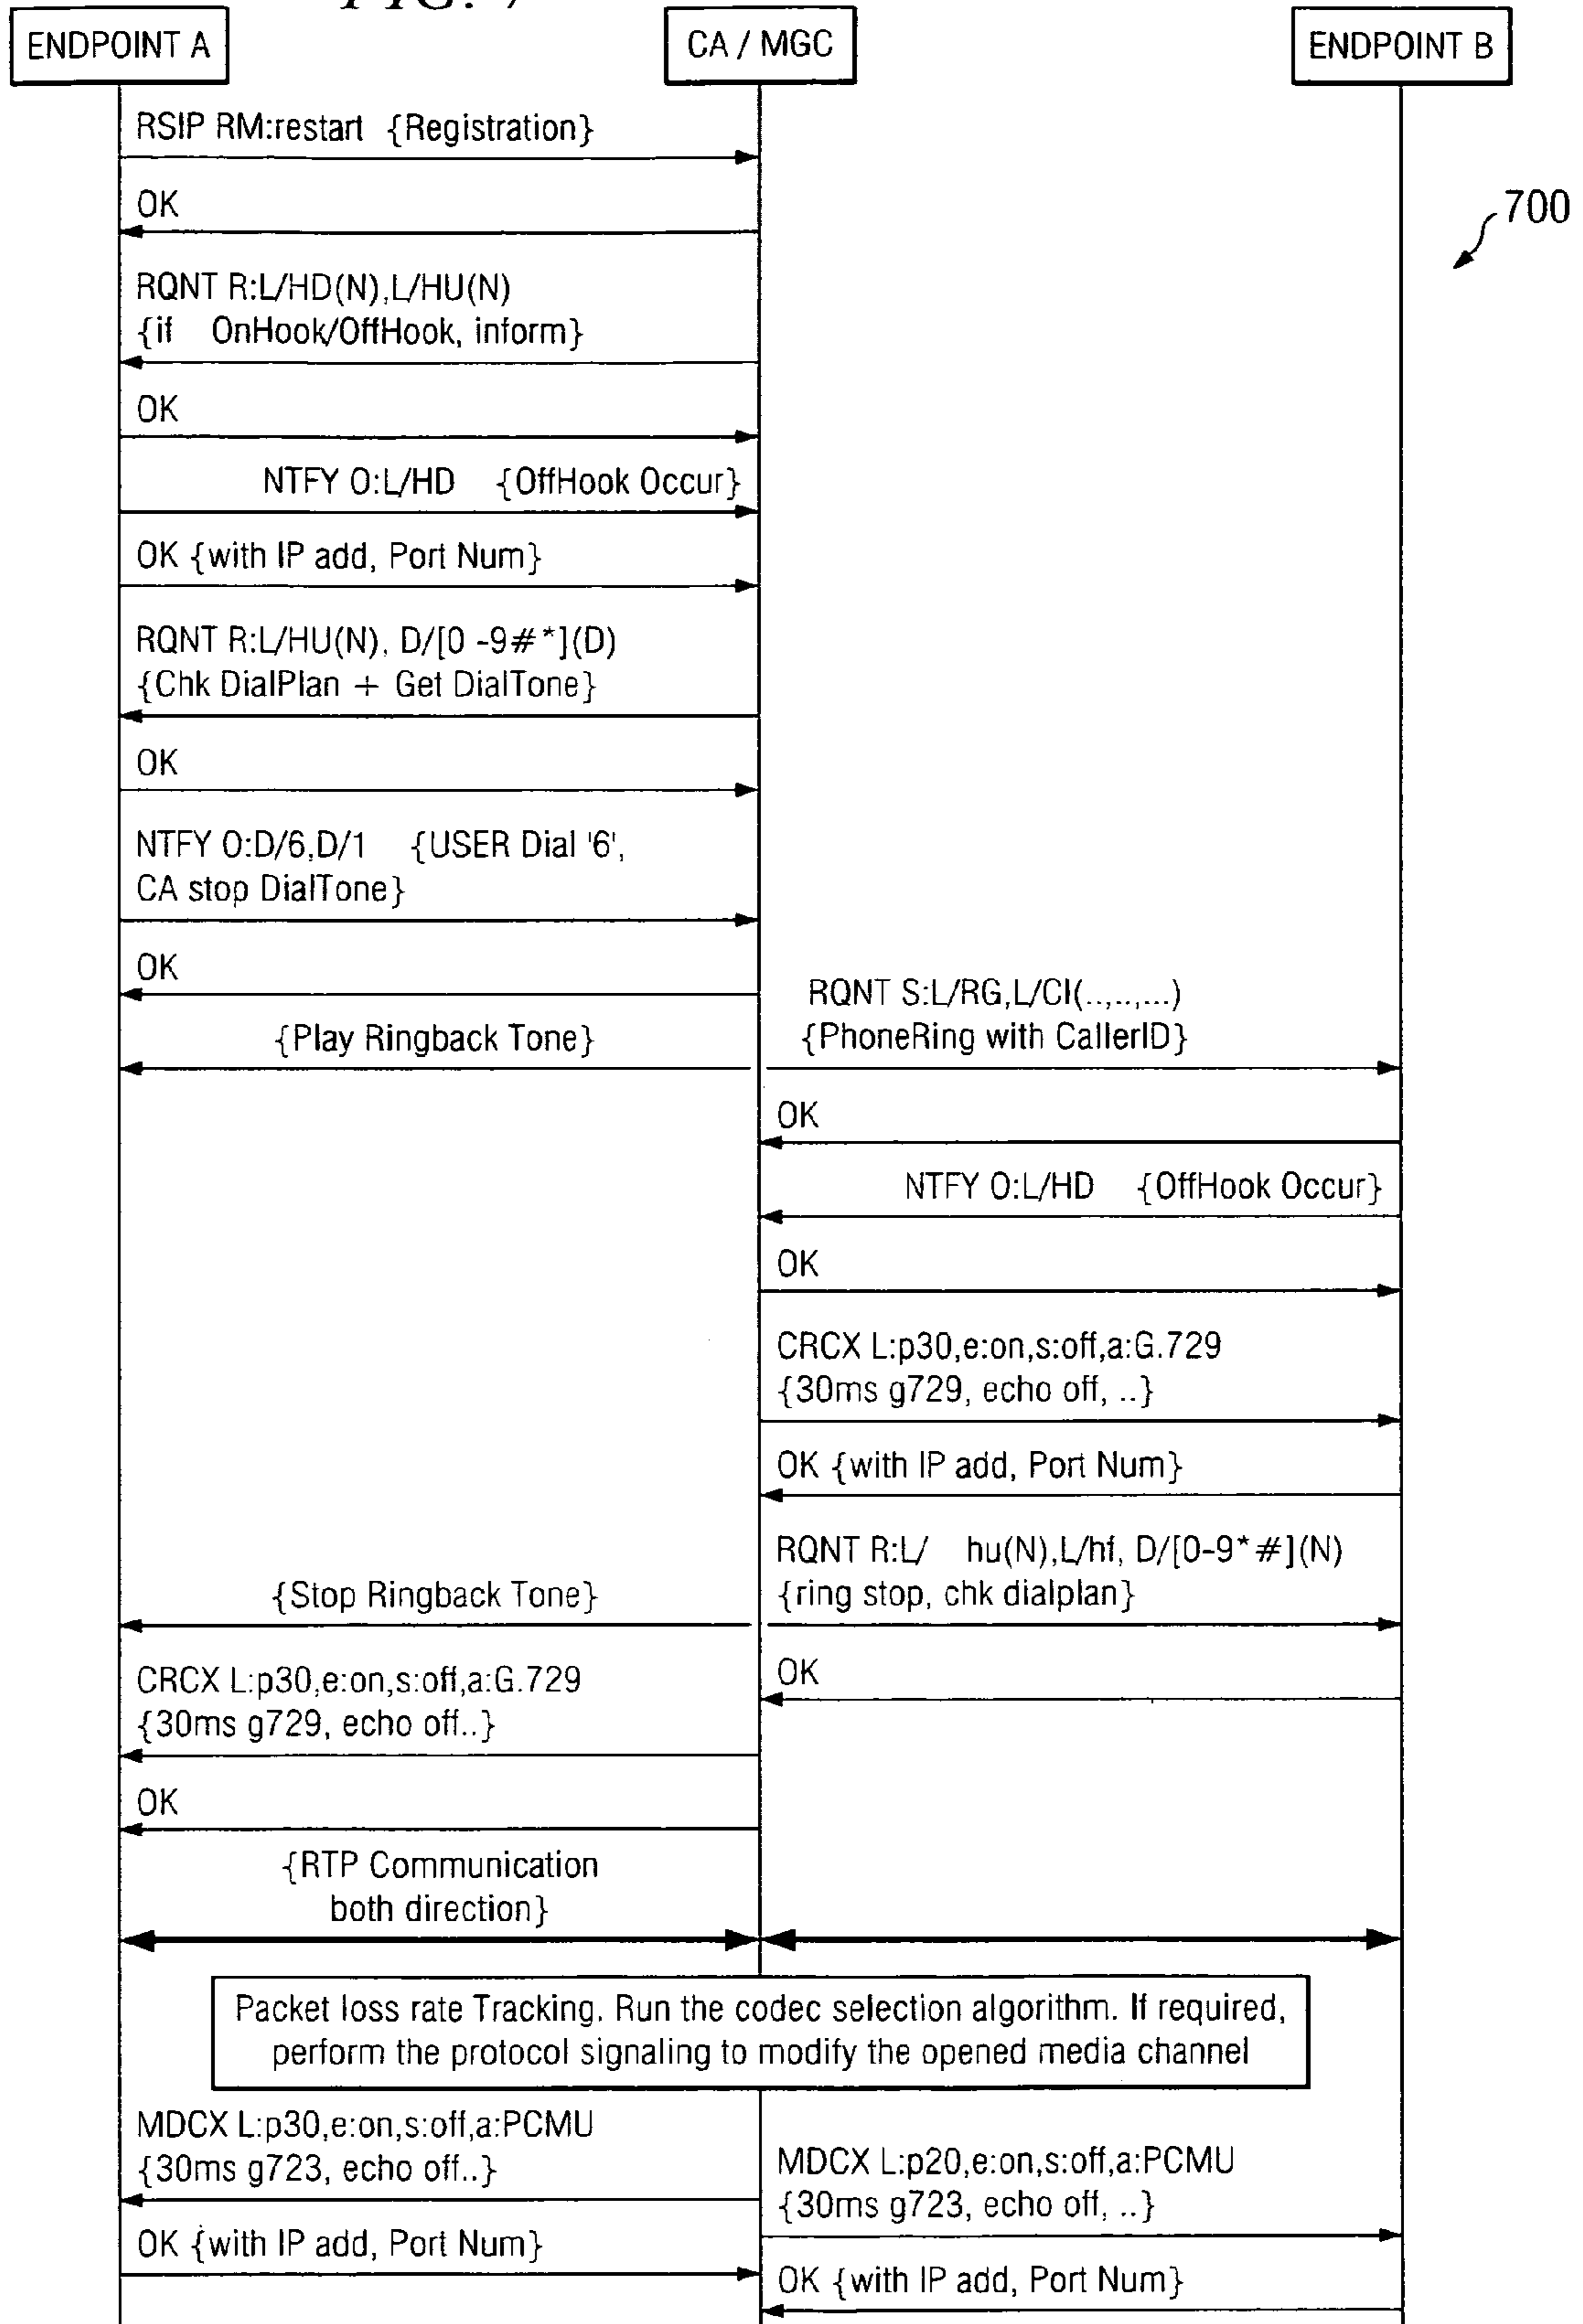 FIG. 7
ENDPOINT A
CA / MGC
ENDPOINT B
RSIP RM:restart {Registration}
OK
700
RQNT R:L/HD(N),L/HU(N)
{if OnHook/OffHook, inform}
OK
NTFY O:L/HD {OffHook Occur}
OK {with IP add, Port Num}
RQNT R:L/HU(N), D/[0 -9#*](D)
{Chk DialPlan + Get DialTone}
OK
NTFY O:D/6,D/1 {USER Dial '6',
CA stop DialTone}
OK
RQNT S:L/RG,L/CI(..,..,...)
{PhoneRing with CallerID}
{Play Ringback Tone}
OK
NTFY O:L/HD {OffHook Occur}
OK
CRCX L:p30,e:on,s:off,a:G.729
{30ms g729, echo off, ..}
OK {with IP add, Port Num}
RQNT R:L/ hu(N),L/hf, D/[0-9*#](N)
{ring stop, chk dialplan}
{Stop Ringback Tone}
OK
CRCX L:p30,e:on,s:off,a:G.729
{30ms g729, echo off..}
OK
{RTP Communication
both direction}
Packet loss rate Tracking. Run the codec selection algorithm. If required,
perform the protocol signaling to modify the opened media channel
MDCX L:p30,e:on,s:off,a:PCMU
{30ms g723, echo off..}
MDCX L:p20,e:on,s:off,a:PCMU
{30ms g723, echo off, ..}
OK {with IP add, Port Num}
OK {with IP add, Port Num}